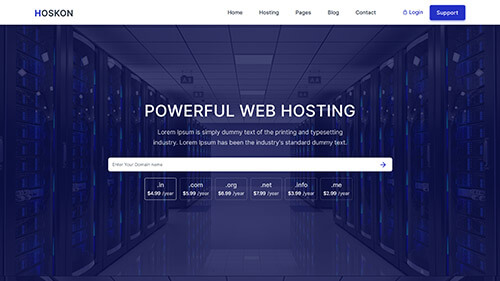 HOSKON
Home Hosting Pages Blog Contact Login Support
POWERFUL WEB HOSTING
Lorem Ipsum is simply dummy text of the printing and typesetting
industry. Lorem Ipsum has been the industry's standard dummy text.
Enter Your Domain name
.in .com .org .net .info .me
$4.99 /year $5.99 /year $6.99 /year $7.99 /year $3.99 /year $2.99 /year